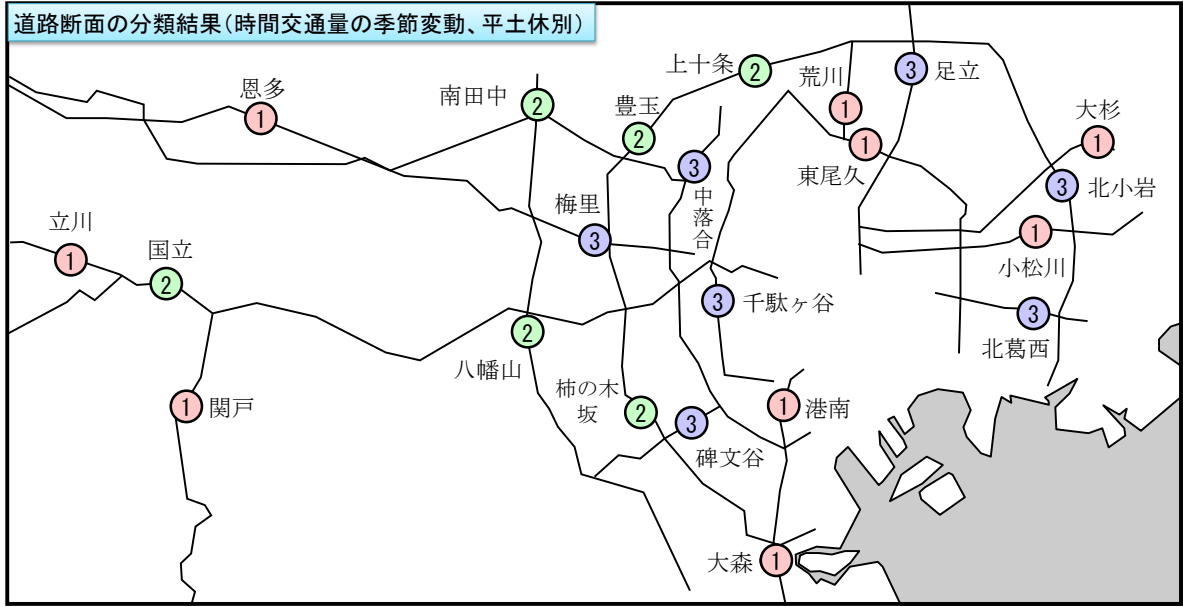 道路断面の分類結果(時間交通量の季節変動、平土休別)
上十条
2
荒川
3
足立
恩多
1
南田中
2
豊玉
2
1
大杉
1
東尾久
1
3
中落合
3
北小岩
梅里
3
立川
1
国立
2
1
小松川
3
千駄ヶ谷
3
北葛西
2
八幡山
柿の木
坂
2
3
碑文谷
1
港南
1
関戸
大森
1